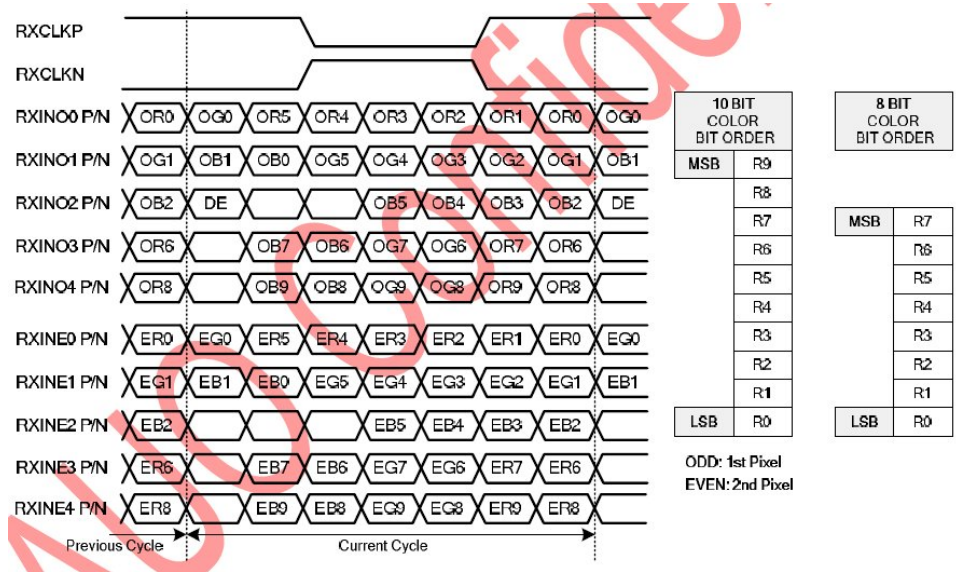 RXCLKP
RXCLKN
RXINO0 P/N OR0 OG0 OR5 OR4 OR3 OR2 OR1 OR0 OG0
RXINO1 P/N OG1 OB1 OB0 OG5 OG4 OG3 OG2 OG1 OB1
RXINO2 P/N OB2 DE OB5 OB4 OB3 OB2 DE
RXINO3 P/N OR6 OB7 OB6 OG7 OG6 OR7 OR6
RXINO4 P/N OR8 OB9 OB8 OG9 OG8 OR9 OR8
RXINE0 P/N ER0 EG0 ER5 ER4 ER3 ER2 ER1 ER0 EG0
RXINE1 P/N EG1 EB1 EB0 EG5 EG4 EG3 EG2 EG1 EB1
RXINE2 P/N EB2 EB5 EB4 EB3 EB2
RXINE3 P/N ER6 EB7 EB6 EG7 EG6 ER7 ER6
RXINE4 P/N ER8 EB9 EB8 EG9 EG8 ER9 ER8
Previous Cycle Current Cycle
10 BIT
COLOR
BIT ORDER
MSB R9
R8
R7
R6
R5
R4
R3
R2
R1
LSB R0
8 BIT
COLOR
BIT ORDER
MSB R7
R6
R5
R4
R3
R2
R1
LSB R0
ODD: 1st Pixel
EVEN: 2nd Pixel